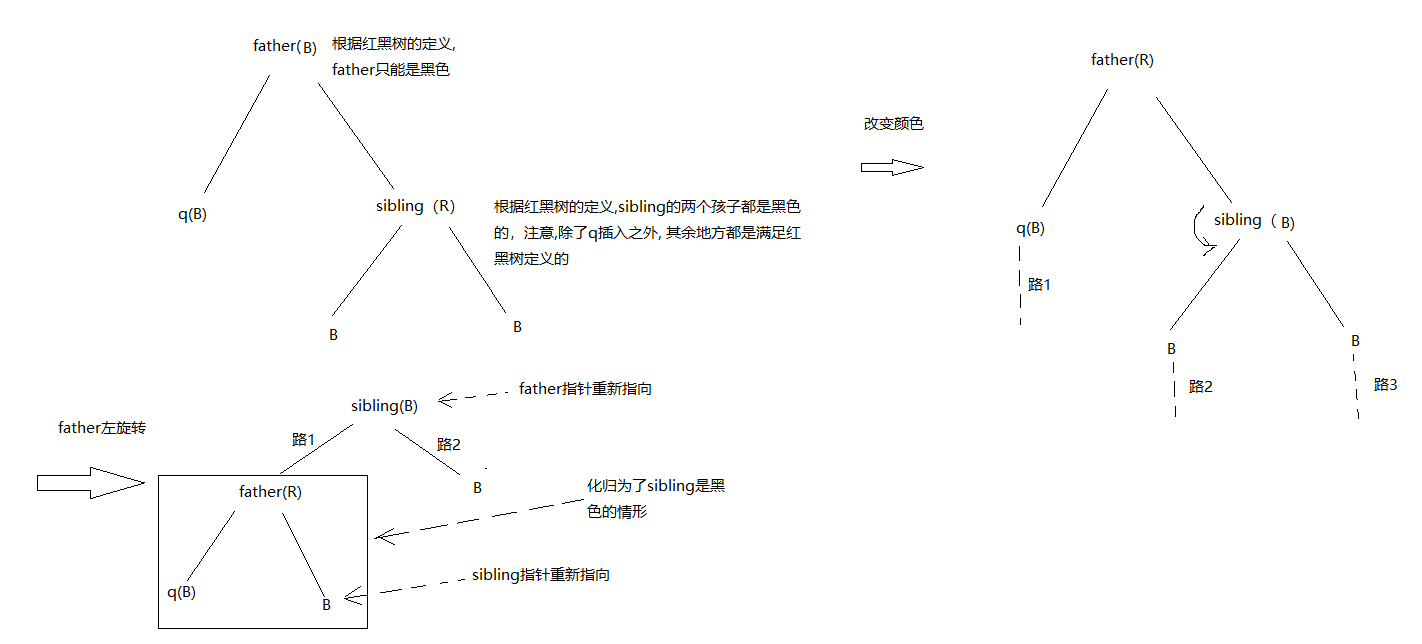 father(B)
根据红黑树的定义,
father只能是黑色
q(B)
sibling（R）
根据红黑树的定义,sibling的两个孩子都是黑色
的，注意,除了q插入之外, 其余地方都是满足红
黑树定义的
B
B
改变颜色
father(R)
q(B)
sibling（B)
路1
B
B
路2
路3
father左旋转
sibling(B)
father指针重新指向
路1
路2
father(R)
B
化归为了sibling是黑
色的情形
q(B)
B
sibling指针重新指向